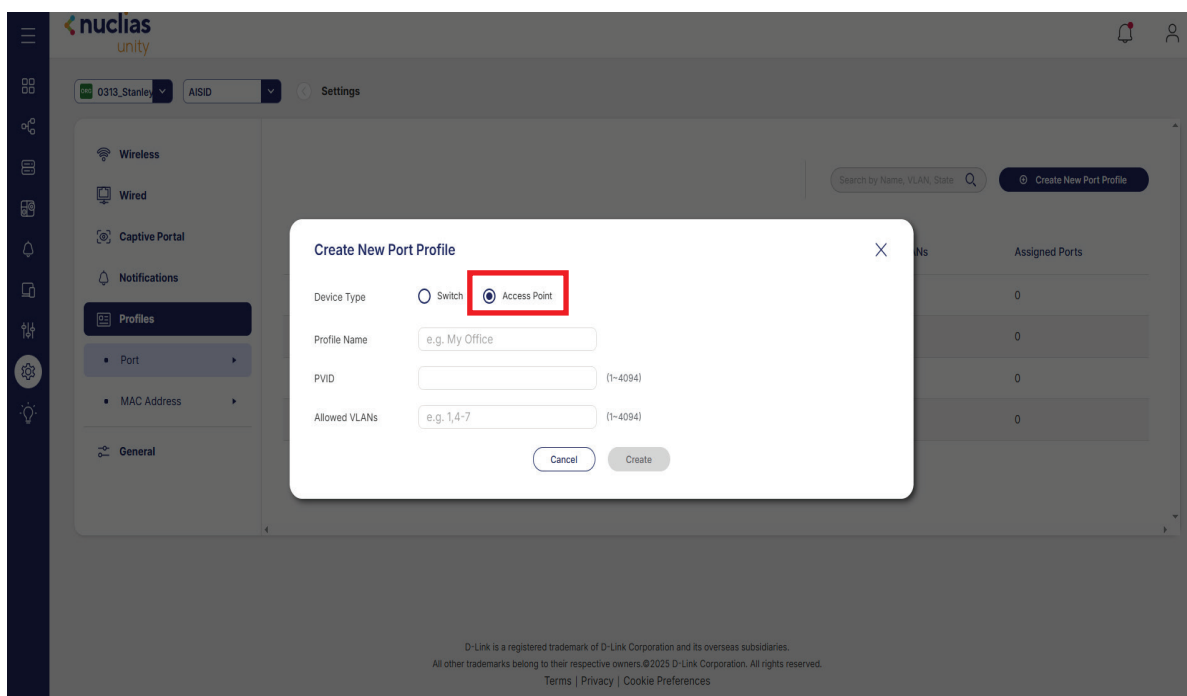 nuclias
unity
0313_Stanley
AISID
Settings
Wireless
Wired
Captive Portal
Notifications
Profiles
Port
MAC Address
General
Search by Name, VLAN, State
Create New Port Profile
Assigned Ports
0
0
0
0
Create New Port Profile
Device Type
Switch
Access Point
Profile Name
e.g. My Office
PVID
(1~4094)
Allowed VLANs
e.g. 1,4-7
(1~4094)
Cancel
Create
D-Link is a registered trademark of D-Link Corporation and its overseas subsidiaries.
All other trademarks belong to their respective owners.©2025 D-Link Corporation. All rights reserved.
Terms | Privacy | Cookie Preferences